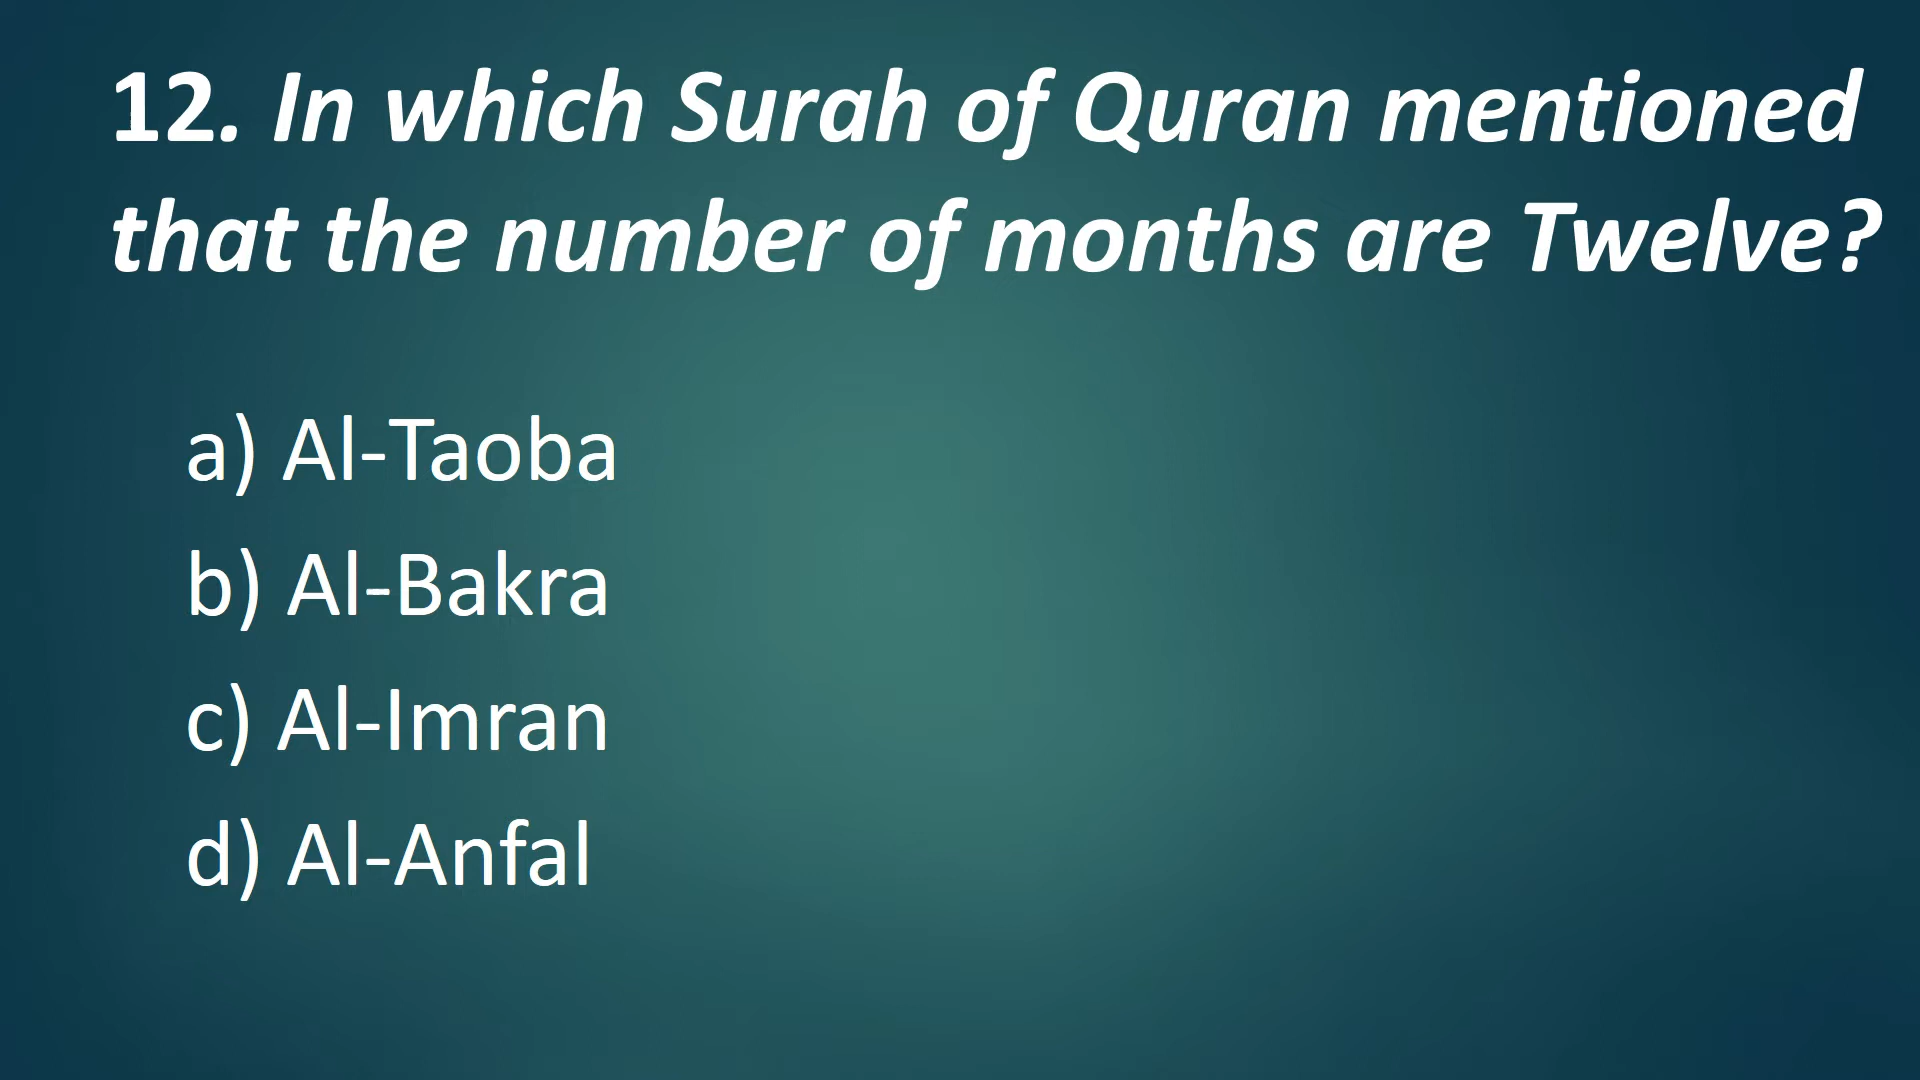 12. In which Surah of Quran mentioned
that the number of months are Twelve?
a) Al-Taoba
b) Al-Bakra
c) Al-Imran
d) Al-Anfal